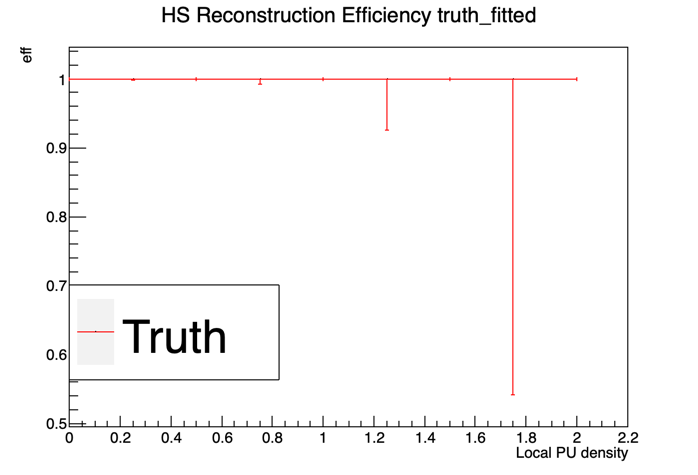 HS Reconstruction Efficiency truth_fitted
eff
1
0.9
0.8
0.7
0.6
0.5
Truth
0 0.2 0.4 0.6 0.8 1 1.2 1.4 1.6 1.8 2 2.2
Local PU density